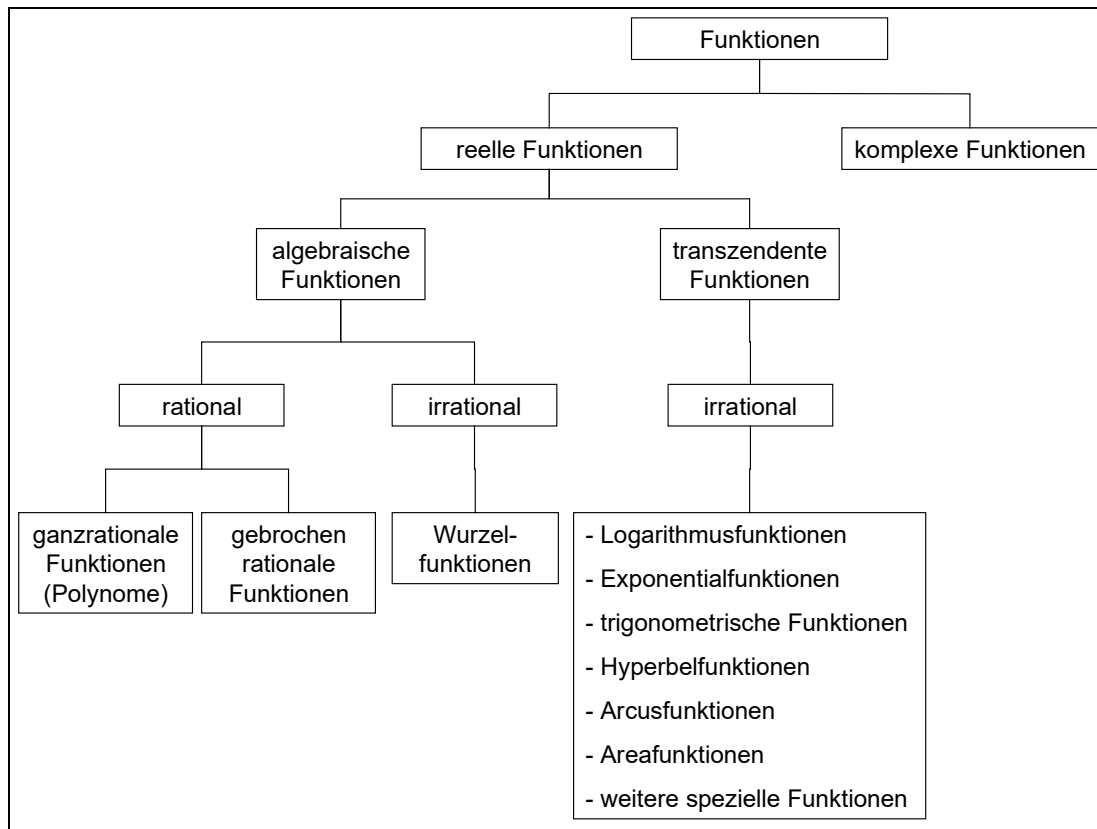 Funktionen
reelle Funktionen
komplexe Funktionen
algebraische
Funktionen
transzendente
Funktionen
rational
irrational
irrational
ganzrationale
Funktionen
(Polynome)
gebrochen
rationale
Funktionen
Wurzel-
funktionen
- Logarithmusfunktionen
- Exponentialfunktionen
- trigonometrische Funktionen
- Hyperbelfunktionen
- Arcusfunktionen
- Areafunktionen
- weitere spezielle Funktionen